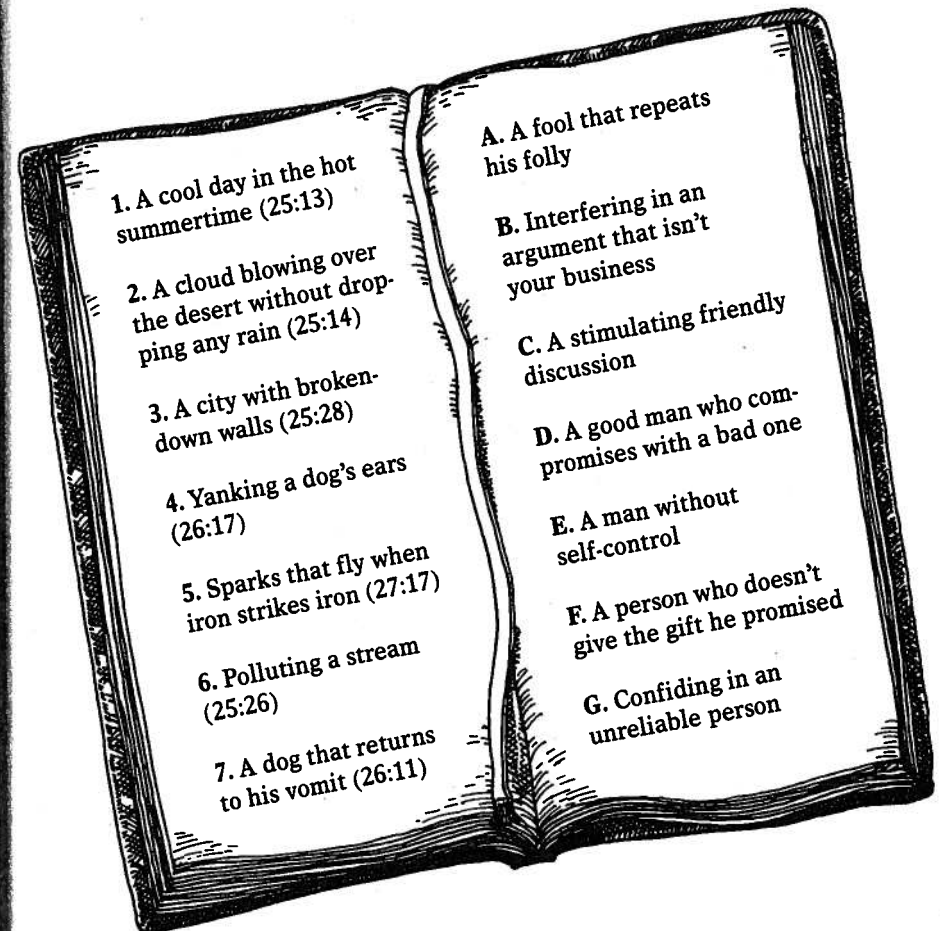 1. A cool day in the hot
summertime (25:13)
2. A cloud blowing over
the desert without drop-
ping any rain (25:14)
3. A city with broken-
down walls (25:28)
4. Yanking a dog's ears
(26:17)
5. Sparks that fly when
iron strikes iron (27:17)
6. Polluting a stream
(25:26)
7. A dog that returns
to his vomit (26:11)
A. A fool that repeats
his folly
B. Interfering in an
argument that isn't
your business
C. A stimulating friendly
discussion
D. A good man who com-
promises with a bad one
E. A man without
self-control
F. A person who doesn't
give the gift he promised
G. Confiding in an
unreliable person